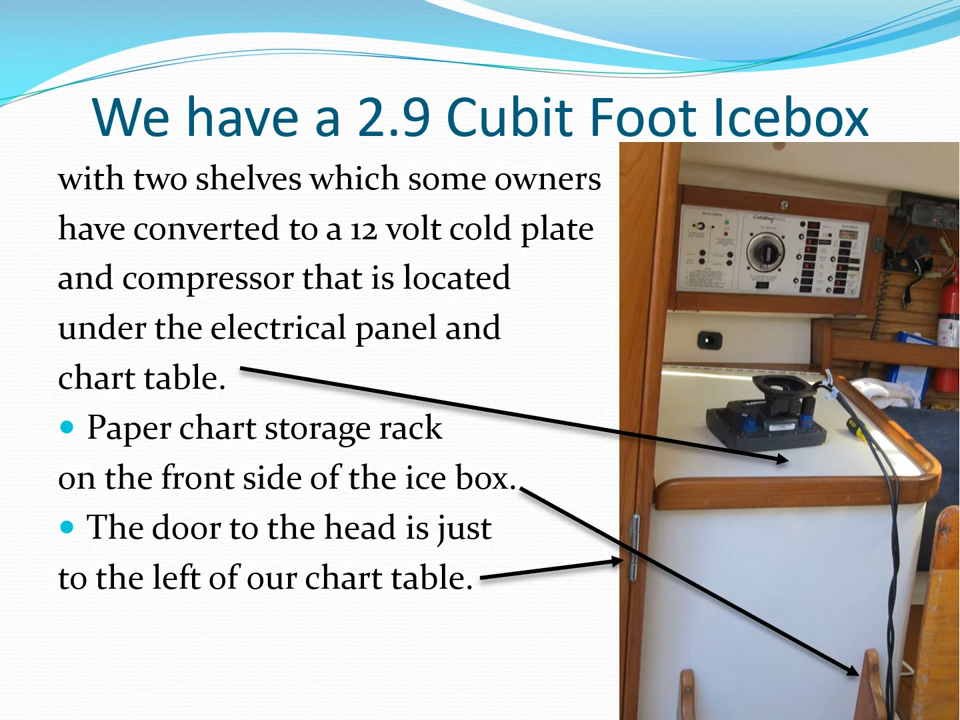 We have a 2.9 Cubit Foot Icebox
with two shelves which some owners
have converted to a 12 volt cold plate
and compressor that is located
under the electrical panel and
chart table.
Paper chart storage rack
on the front side of the ice box.
The door to the head is just
to the left of our chart table.